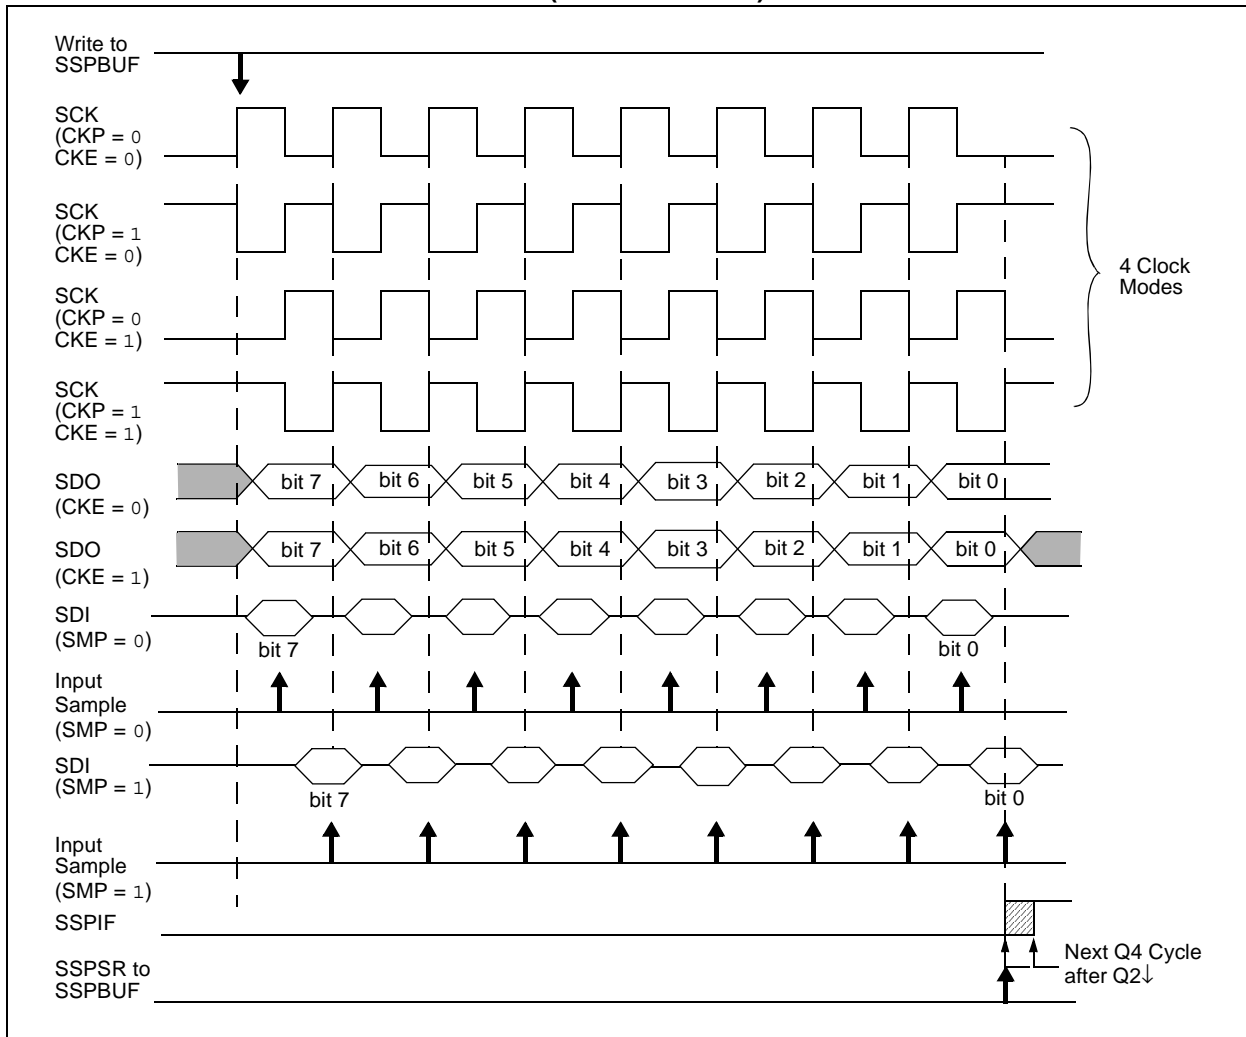 Write to
SSPBUF
SCK
(CKP = 0
CKE = 0)
SCK
(CKP = 1
CKE = 0)
SCK
(CKP = 0
CKE = 1)
SCK
(CKP = 1
CKE = 1)
4 Clock
Modes
SDO
(CKE = 0)
bit 7 bit 6 bit 5 bit 4 bit 3 bit 2 bit 1 bit 0
SDO
(CKE = 1)
bit 7 bit 6 bit 5 bit 4 bit 3 bit 2 bit 1 bit 0
SDI
(SMP = 0)
bit 7 bit 0
Input
Sample
(SMP = 0)
SDI
(SMP = 1)
bit 7 bit 0
Input
Sample
(SMP = 1)
SSPIF
Next Q4 Cycle
after Q2↓
SSPSR to
SSPBUF